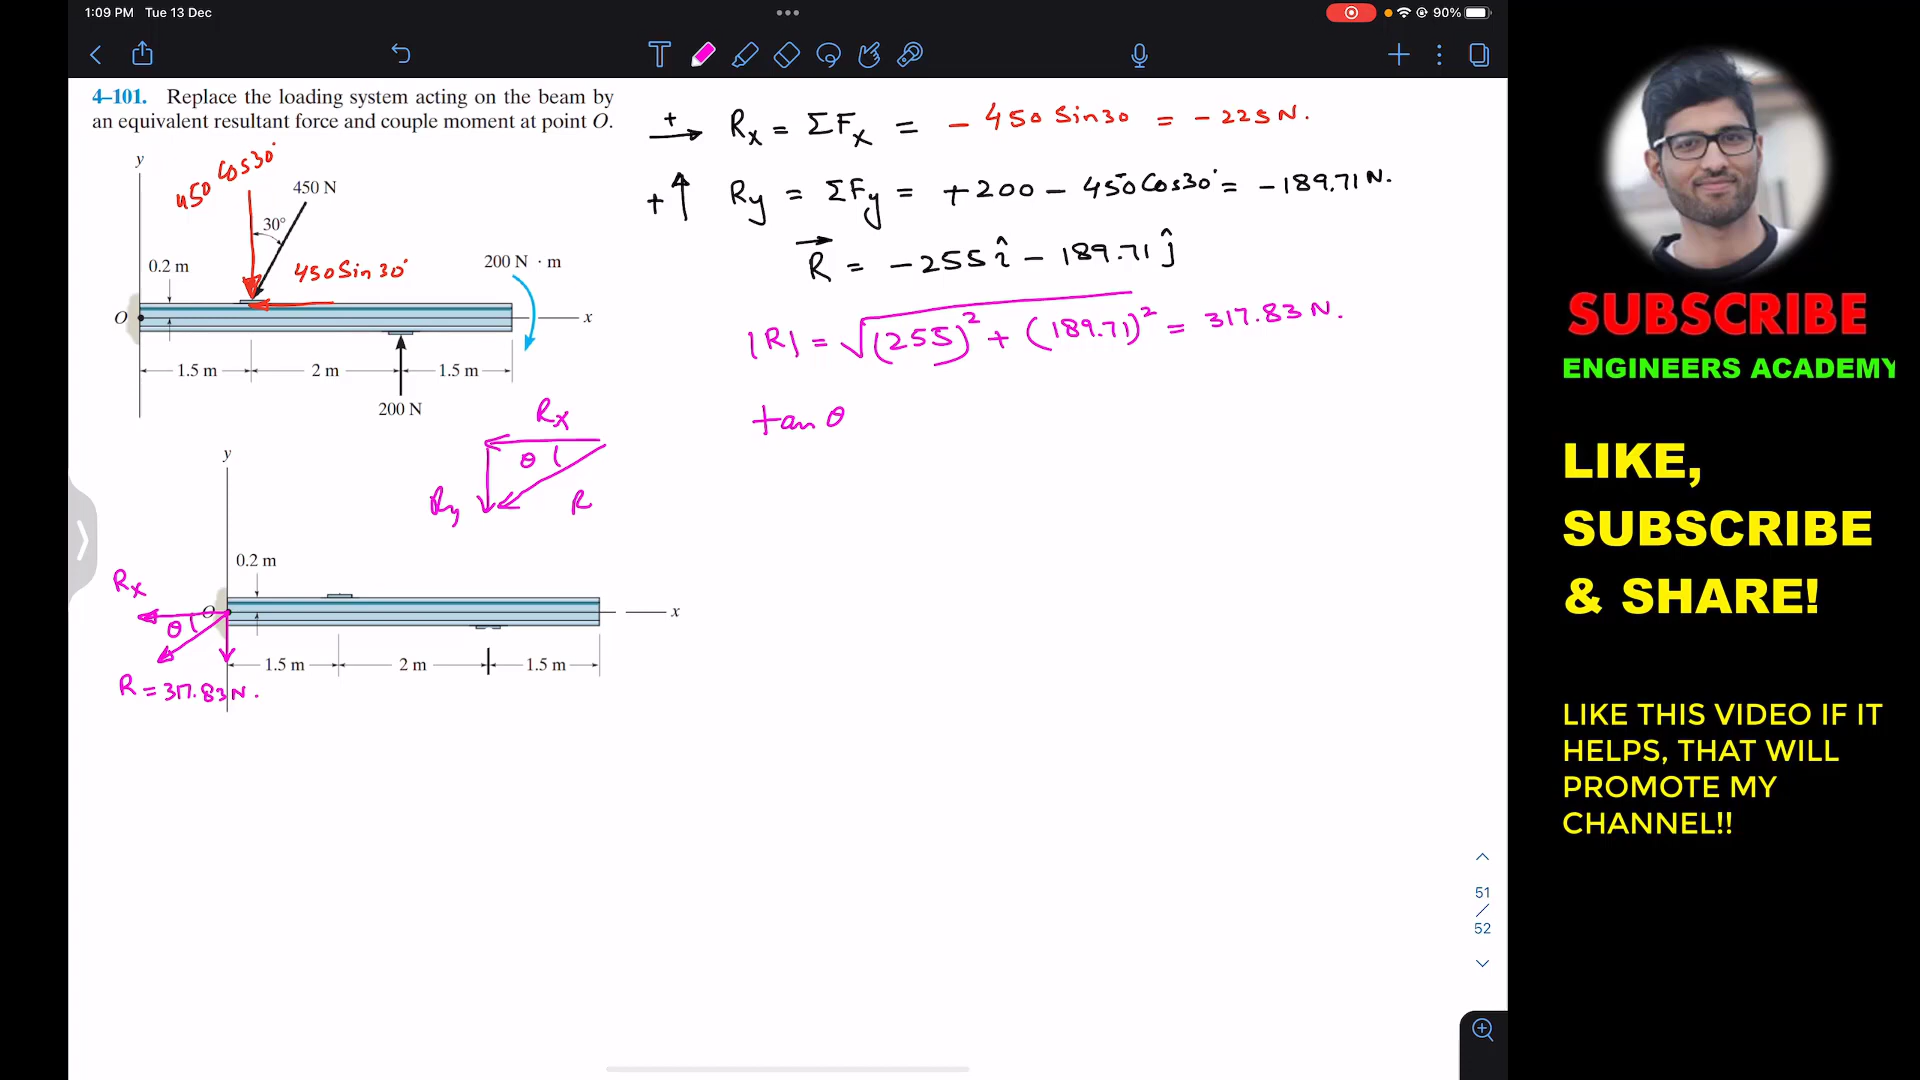 1:09 PM Tue 13 Dec
90%
4–101. Replace the loading system acting on the beam by
an equivalent resultant force and couple moment at point O.
y
450 Cos30°
450 N
30°
0.2 m
450 Sin 30°
200 N · m
O
x
1.5 m
2 m
1.5 m
200 N
Rx
θ
Ry
R
y
0.2 m
Rx
O
θ
x
1.5 m
2 m
1.5 m
R = 317.83 N.
+ → Rx = ΣFx = - 450 Sin30 = - 225 N.
+ ↑ Ry = ΣFy = +200 - 450 Cos30° = -189.71 N.
R = -255 î - 189.71 ĵ
|R| = √(255)² + (189.71)² = 317.83 N.
tan θ
51
/
52
SUBSCRIBE
ENGINEERS ACADEMY
LIKE,
SUBSCRIBE
& SHARE!
LIKE THIS VIDEO IF IT
HELPS, THAT WILL
PROMOTE MY
CHANNEL!!